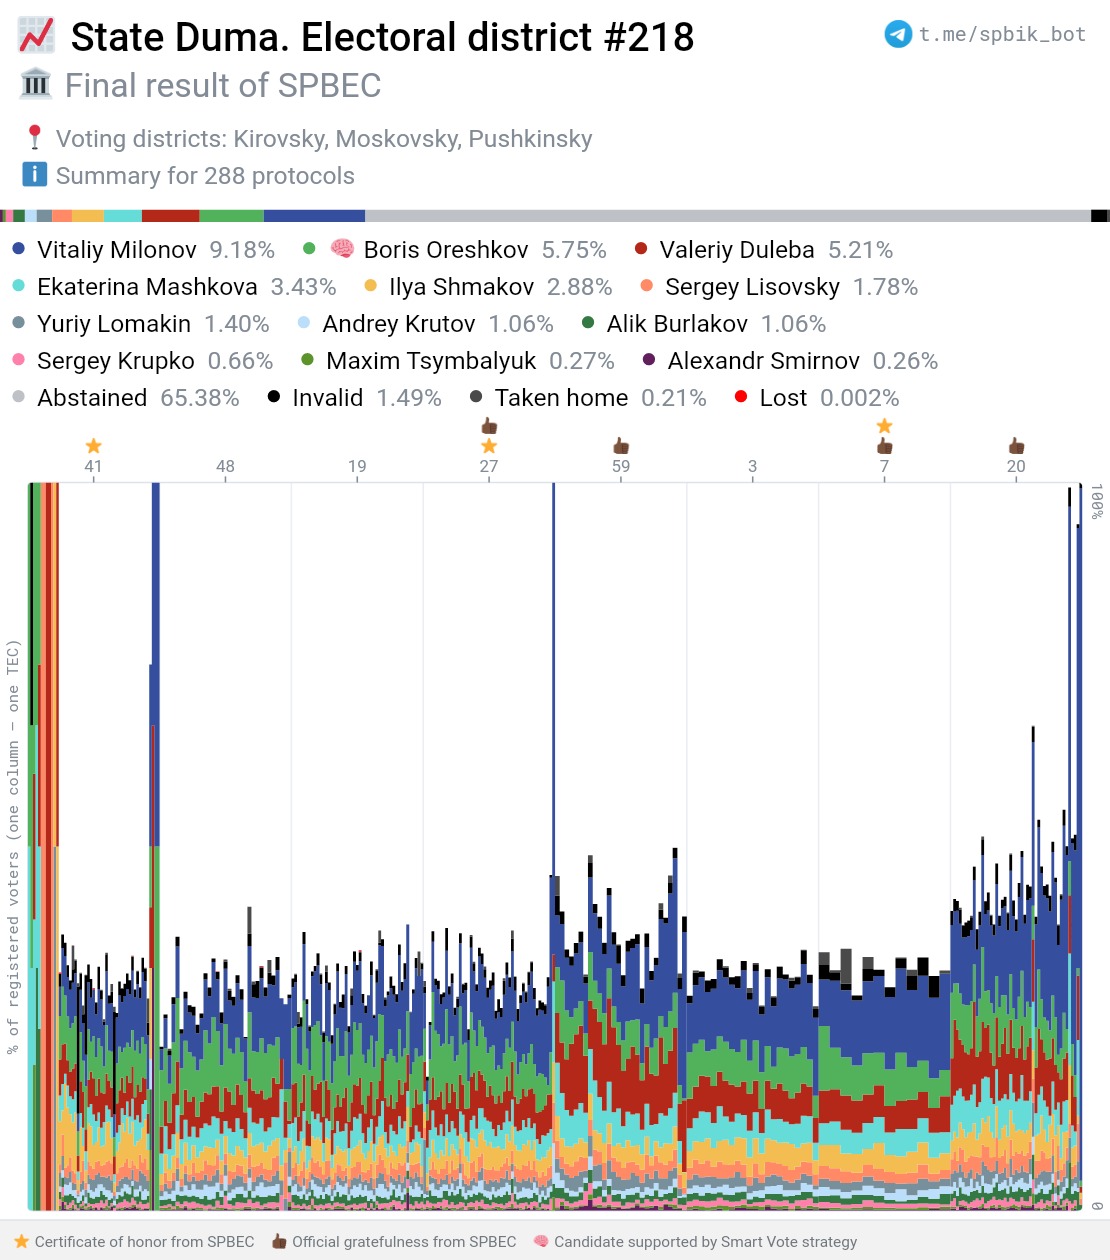 State Duma. Electoral district #218
t.me/spbik_bot
Final result of SPBEC
Voting districts: Kirovsky, Moskovsky, Pushkinsky
Summary for 288 protocols
Vitaliy Milonov 9.18% Boris Oreshkov 5.75% Valeriy Duleba 5.21%
Ekaterina Mashkova 3.43% Ilya Shmakov 2.88% Sergey Lisovsky 1.78%
Yuriy Lomakin 1.40% Andrey Krutov 1.06% Alik Burlakov 1.06%
Sergey Krupko 0.66% Maxim Tsymbalyuk 0.27% Alexandr Smirnov 0.26%
Abstained 65.38% Invalid 1.49% Taken home 0.21% Lost 0.002%
41 48 19 27 59 3 7 20
100%
% of registered voters (one column – one TEC)
0
Certificate of honor from SPBEC Official gratefulness from SPBEC Candidate supported by Smart Vote strategy